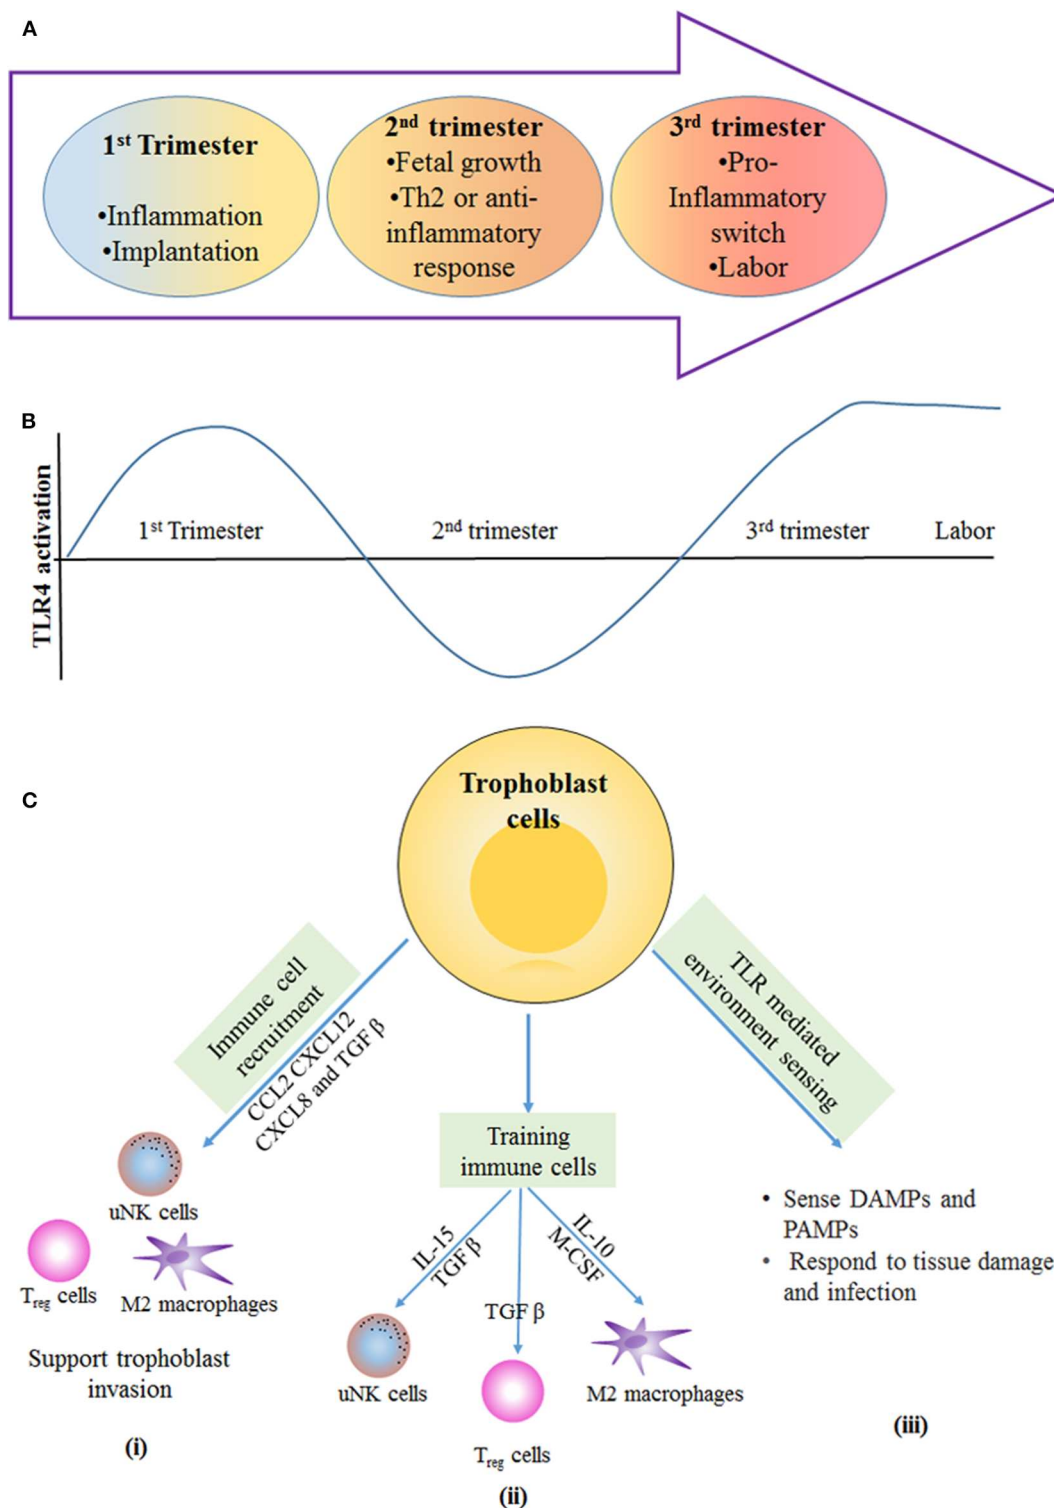 A
1st Trimester
•Inflammation
•Implantation
2nd trimester
•Fetal growth
•Th2 or anti-
inflammatory
response
3rd trimester
•Pro-
Inflammatory
switch
•Labor
B
TLR4 activation
1st Trimester
2nd trimester
3rd trimester
Labor
C
Trophoblast
cells
Immune cell
recruitment
CCL2 CXCL12
CXCL8 and TGF β
uNK cells
Treg cells
M2 macrophages
Support trophoblast
invasion
(i)
Training
immune cells
IL-15
TGF β
TGF β
IL-10
M-CSF
uNK cells
Treg cells
M2 macrophages
(ii)
TLR mediated
environment sensing
• Sense DAMPs and
PAMPs
• Respond to tissue damage
and infection
(iii)